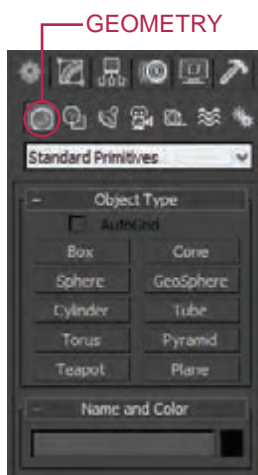 GEOMETRY
Standard Primitives
- Object Type
AutoGrid
Box Cone
Sphere GeoSphere
Cylinder Tube
Torus Pyramid
Teapot Plane
- Name and Color